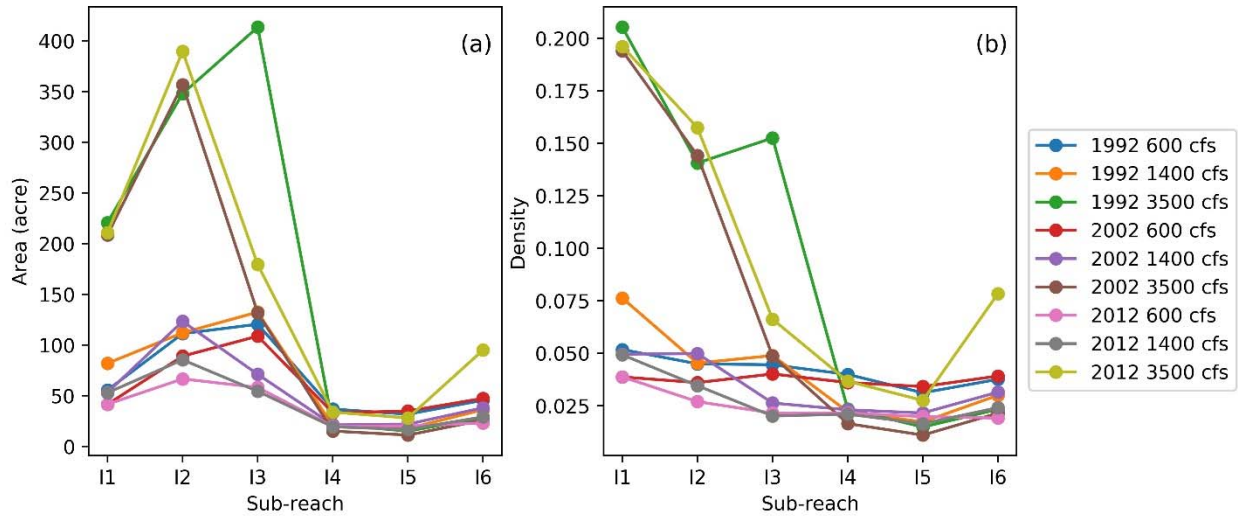 (a)
Area (acre)
400
350
300
250
200
150
100
50
0
I1 I2 I3 I4 I5 I6
Sub-reach
(b)
Density
0.200
0.175
0.150
0.125
0.100
0.075
0.050
0.025
I1 I2 I3 I4 I5 I6
Sub-reach
1992 600 cfs
1992 1400 cfs
1992 3500 cfs
2002 600 cfs
2002 1400 cfs
2002 3500 cfs
2012 600 cfs
2012 1400 cfs
2012 3500 cfs